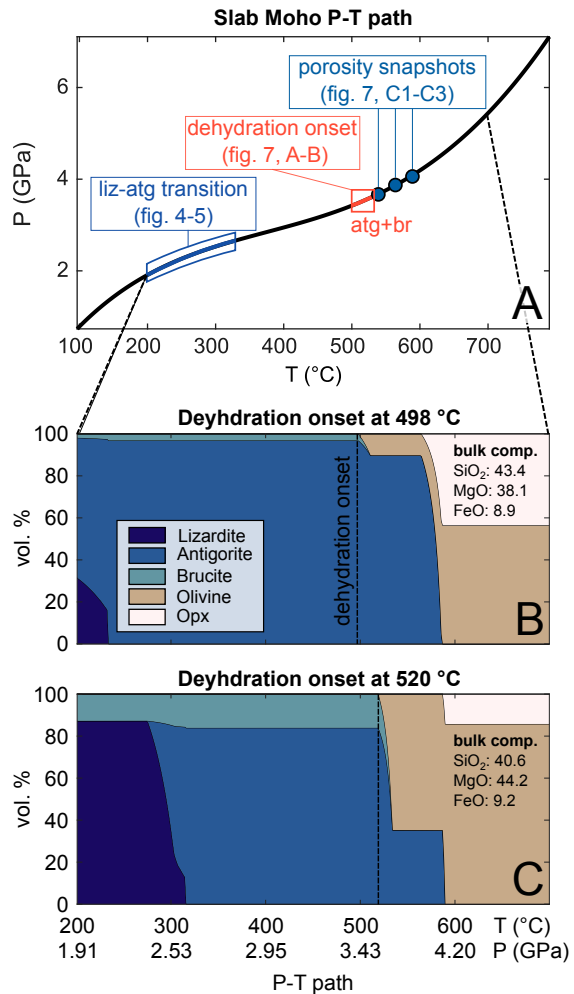 Slab Moho P-T path
porosity snapshots
(fig. 7, C1-C3)
dehydration onset
(fig. 7, A-B)
liz-atg transition
(fig. 4-5)
atg+br
6
4
2
P (GPa)
A
100 200 300 400 500 600 700
T (°C)
Deyhdration onset at 498 °C
100
80
60
40
20
0
vol. %
bulk comp.
SiO₂: 43.4
MgO: 38.1
FeO: 8.9
Lizardite
Antigorite
Brucite
Olivine
Opx
dehydration onset
B
Deyhdration onset at 520 °C
100
80
60
40
20
0
vol. %
bulk comp.
SiO₂: 40.6
MgO: 44.2
FeO: 9.2
C
200 300 400 500 600 T (°C)
1.91 2.53 2.95 3.43 4.20 P (GPa)
P-T path